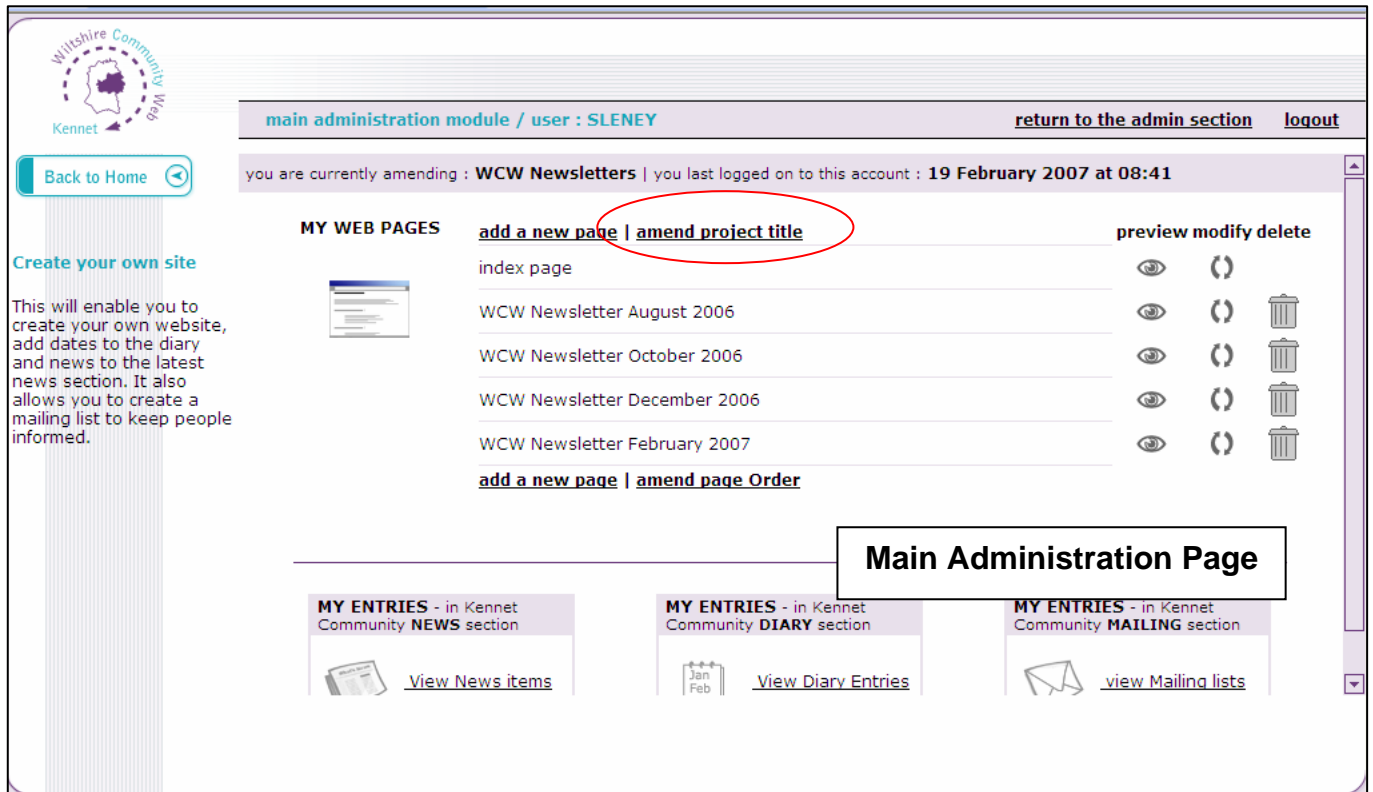 Wiltshire Community Web
Kennet
main administration module / user : SLENEY
return to the admin section
logout
Back to Home
you are currently amending : WCW Newsletters | you last logged on to this account : 19 February 2007 at 08:41
MY WEB PAGES
add a new page | amend project title
preview modify delete
Create your own site
This will enable you to
create your own website,
add dates to the diary
and news to the latest
news section. It also
allows you to create a
mailing list to keep people
informed.
index page
WCW Newsletter August 2006
WCW Newsletter October 2006
WCW Newsletter December 2006
WCW Newsletter February 2007
add a new page | amend page Order
Main Administration Page
MY ENTRIES - in Kennet
Community NEWS section
View News items
MY ENTRIES - in Kennet
Community DIARY section
Jan
Feb
View Diary Entries
MY ENTRIES - in Kennet
Community MAILING section
view Mailing lists